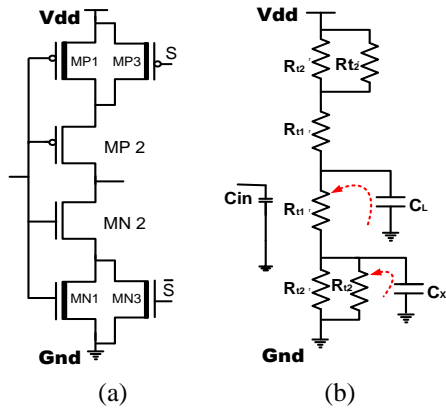 Vdd
MP1
MP3
S
MP 2
MN 2
MN1
MN3
S̅
Gnd
(a)
Vdd
Rt2
Rt2
Rt1
Cin
Rt1
CL
Rt2
Rt2
CX
Gnd
(b)